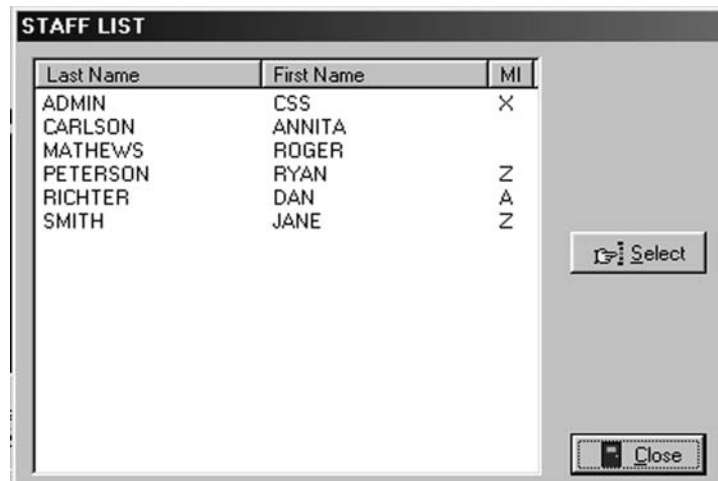 STAFF LIST
Last Name First Name MI
ADMIN CSS X
CARLSON ANNITA
MATHEWS ROGER
PETERSON RYAN Z
RICHTER DAN A
SMITH JANE Z
Select
Close